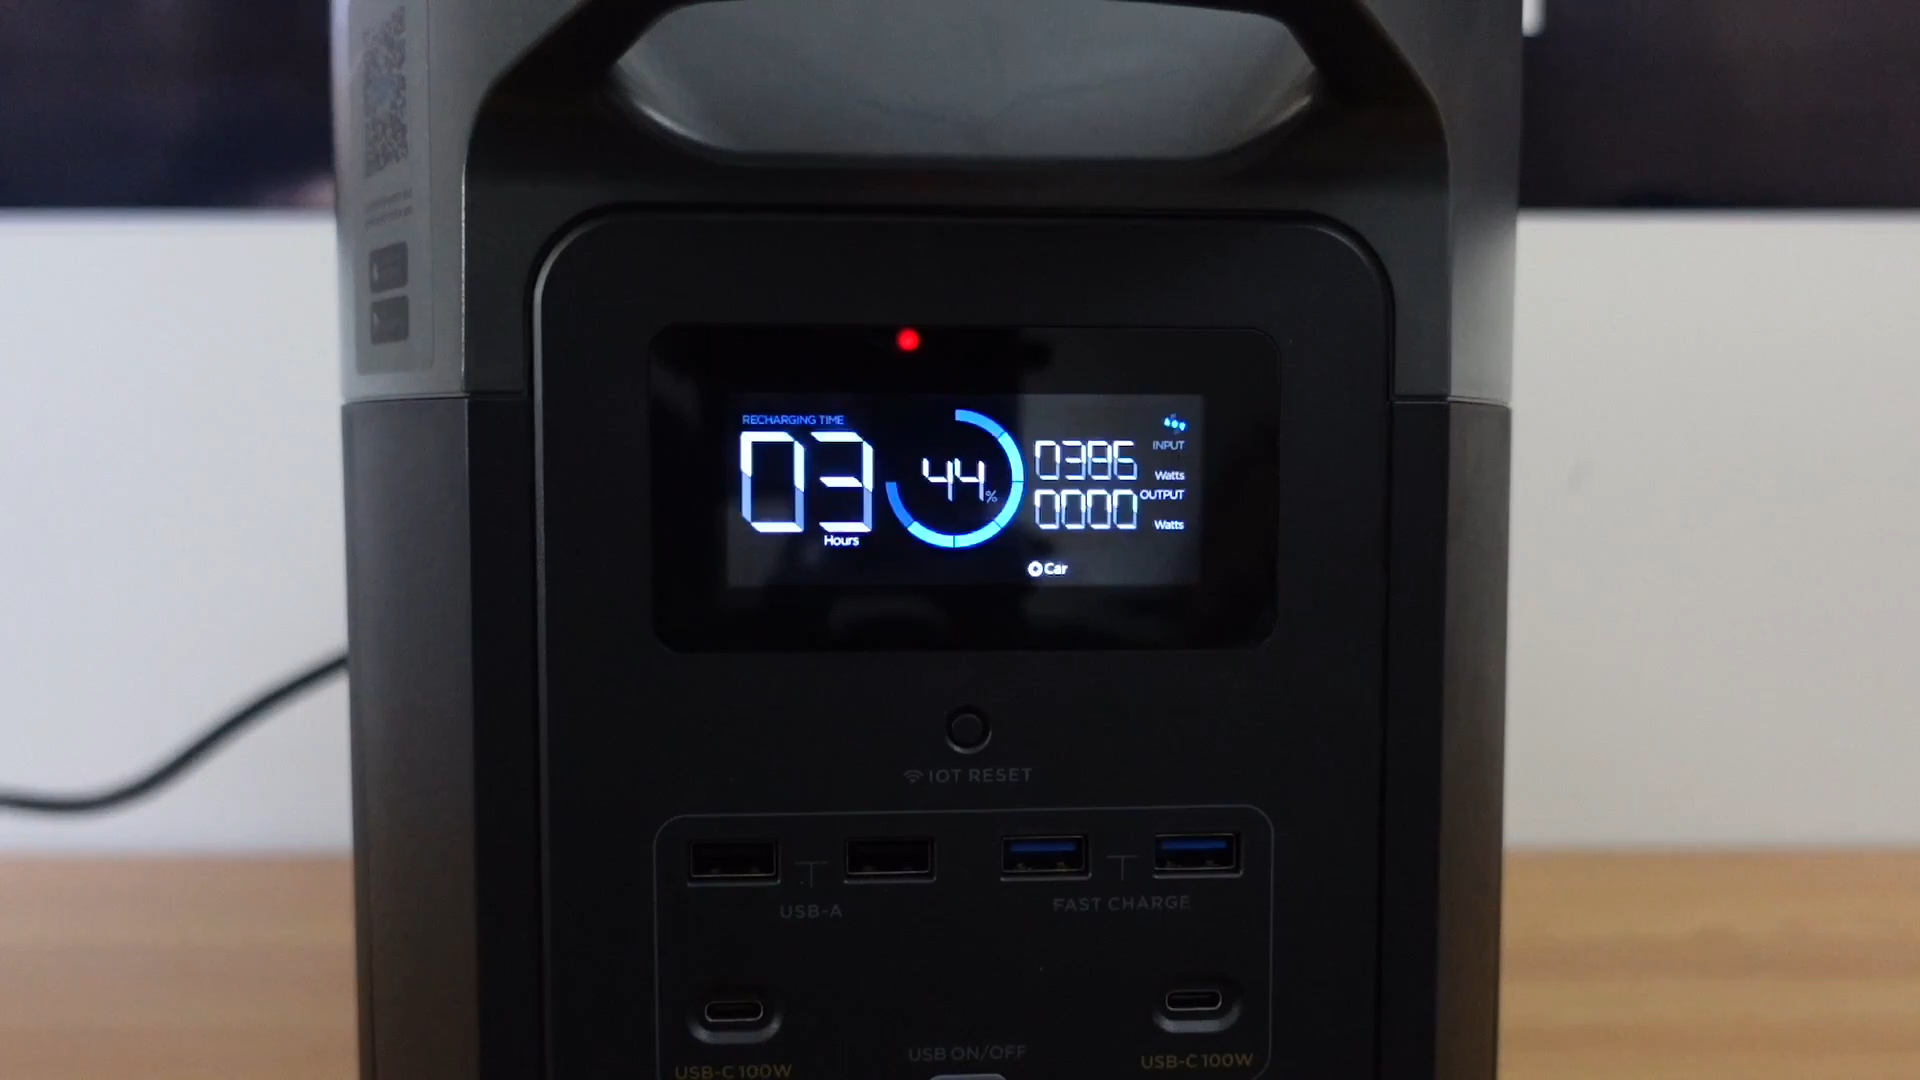 RECHARGING TIME
03
Hours
44%
INPUT
0386 Watts
OUTPUT
0000 Watts
Car
IOT RESET
USB-A
FAST CHARGE
USB-C 100W
USB ON/OFF
USB-C 100W